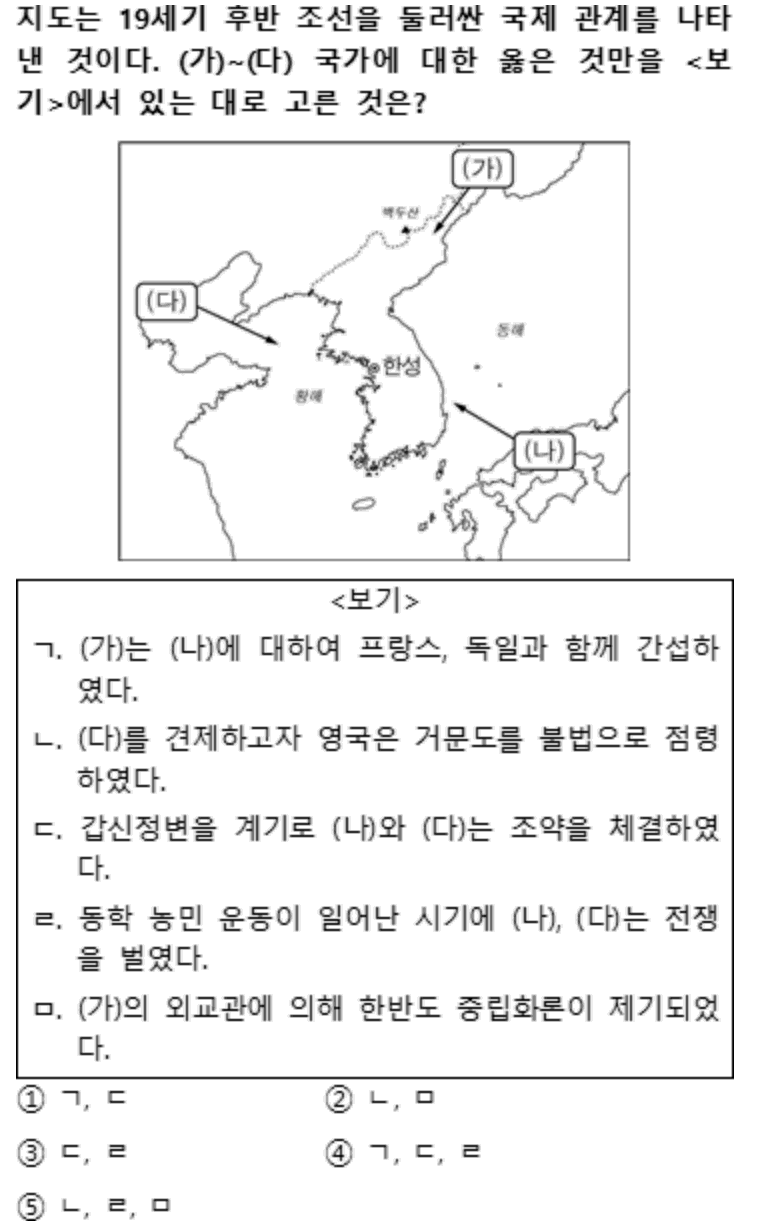 지도는 19세기 후반 조선을 둘러싼 국제 관계를 나타
낸 것이다. (가)~(다) 국가에 대한 옳은 것만을 <보
기>에서 있는 대로 고른 것은?
(가)
백두산
(다)
동해
한성
황해
(나)
<보기>
ㄱ. (가)는 (나)에 대하여 프랑스, 독일과 함께 간섭하
였다.
ㄴ. (다)를 견제하고자 영국은 거문도를 불법으로 점령
하였다.
ㄷ. 갑신정변을 계기로 (나)와 (다)는 조약을 체결하였
다.
ㄹ. 동학 농민 운동이 일어난 시기에 (나), (다)는 전쟁
을 벌였다.
ㅁ. (가)의 외교관에 의해 한반도 중립화론이 제기되었
다.
① ㄱ, ㄷ ② ㄴ, ㅁ
③ ㄷ, ㄹ ④ ㄱ, ㄷ, ㄹ
⑤ ㄴ, ㄹ, ㅁ